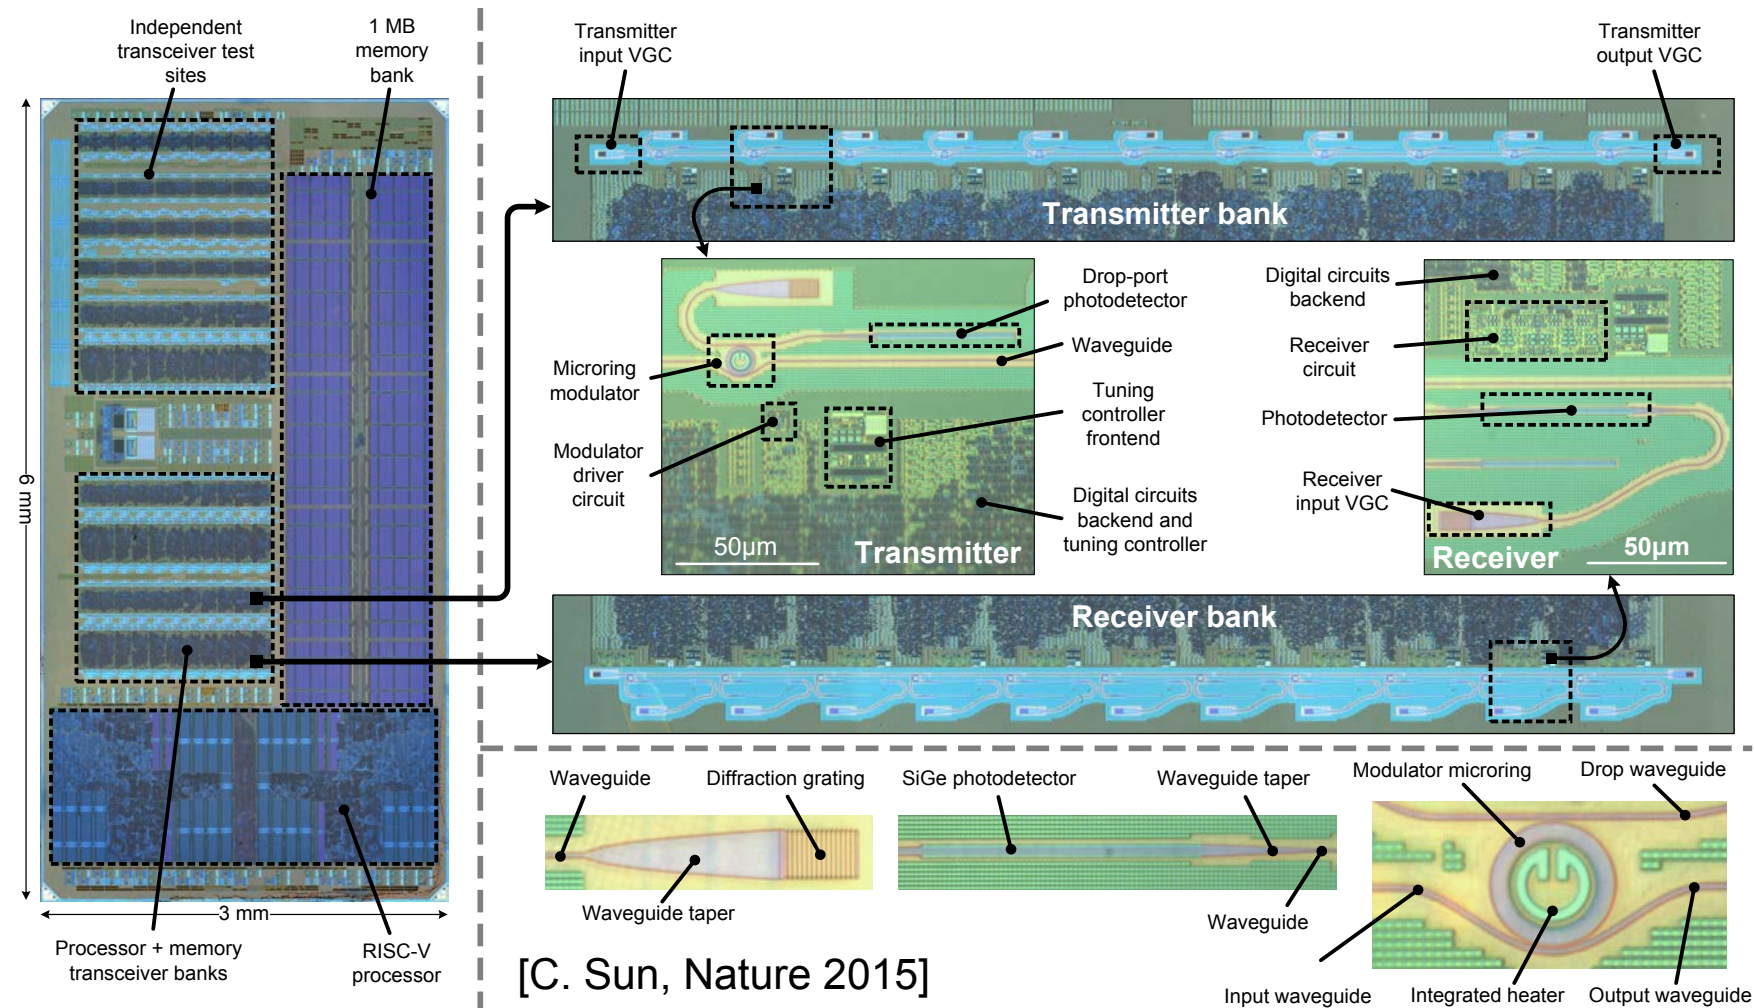 Independent
transceiver test
sites
1 MB
memory
bank
6 mm
3 mm
Processor + memory
transceiver banks
RISC-V
processor
Transmitter
input VGC
Transmitter
output VGC
Transmitter bank
Drop-port
photodetector
Waveguide
Microring
modulator
Tuning
controller
frontend
Modulator
driver
circuit
Digital circuits
backend and
tuning controller
50µm
Transmitter
Digital circuits
backend
Receiver
circuit
Photodetector
Receiver
input VGC
Receiver
50µm
Receiver bank
Waveguide
Diffraction grating
Waveguide taper
SiGe photodetector
Waveguide taper
Waveguide
Modulator microring
Drop waveguide
Input waveguide
Integrated heater
Output waveguide
[C. Sun, Nature 2015]